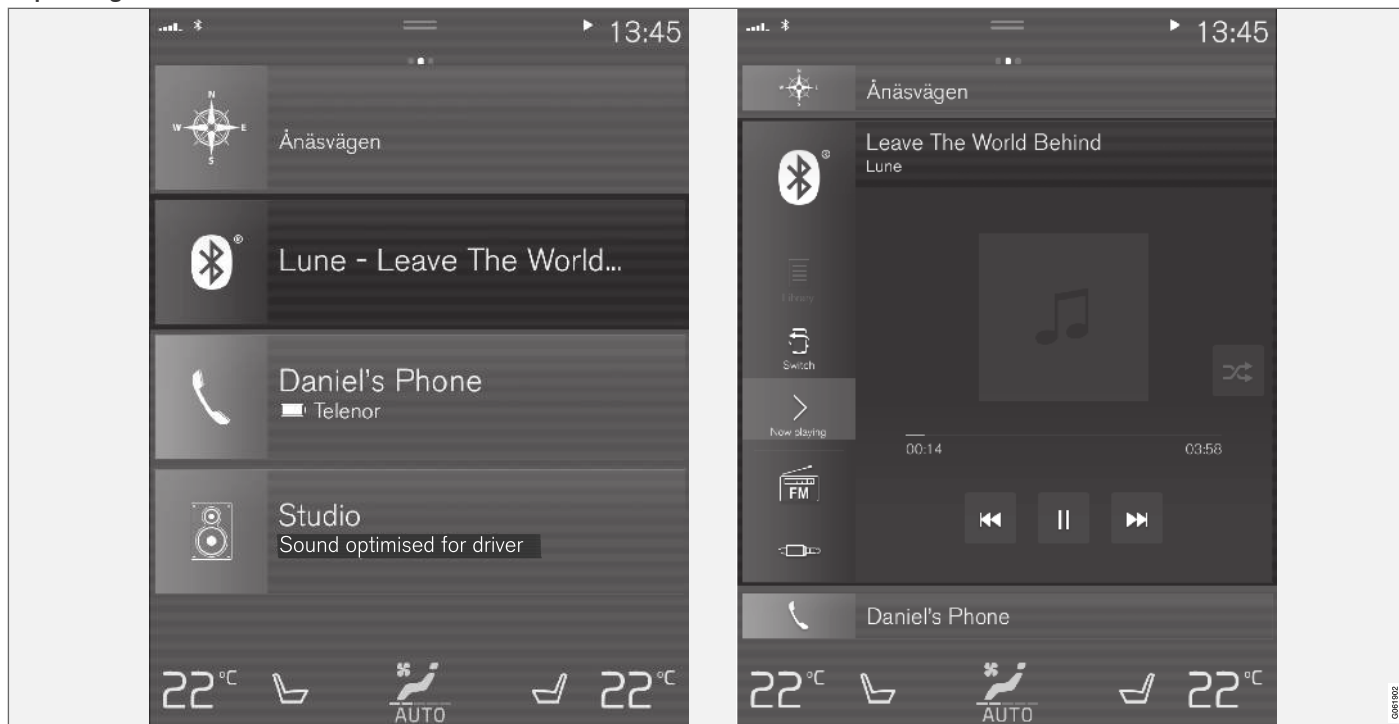 13:45
N
W E
S
Ånäsvägen
Lune - Leave The World...
Daniel's Phone
Telenor
Studio
Sound optimised for driver
22°C
AUTO
22°C
13:45
Ånäsvägen
Leave The World Behind
Lune
Library
Switch
Now playing
00:14
03:58
FM
Daniel's Phone
22°C
AUTO
22°C
G061902